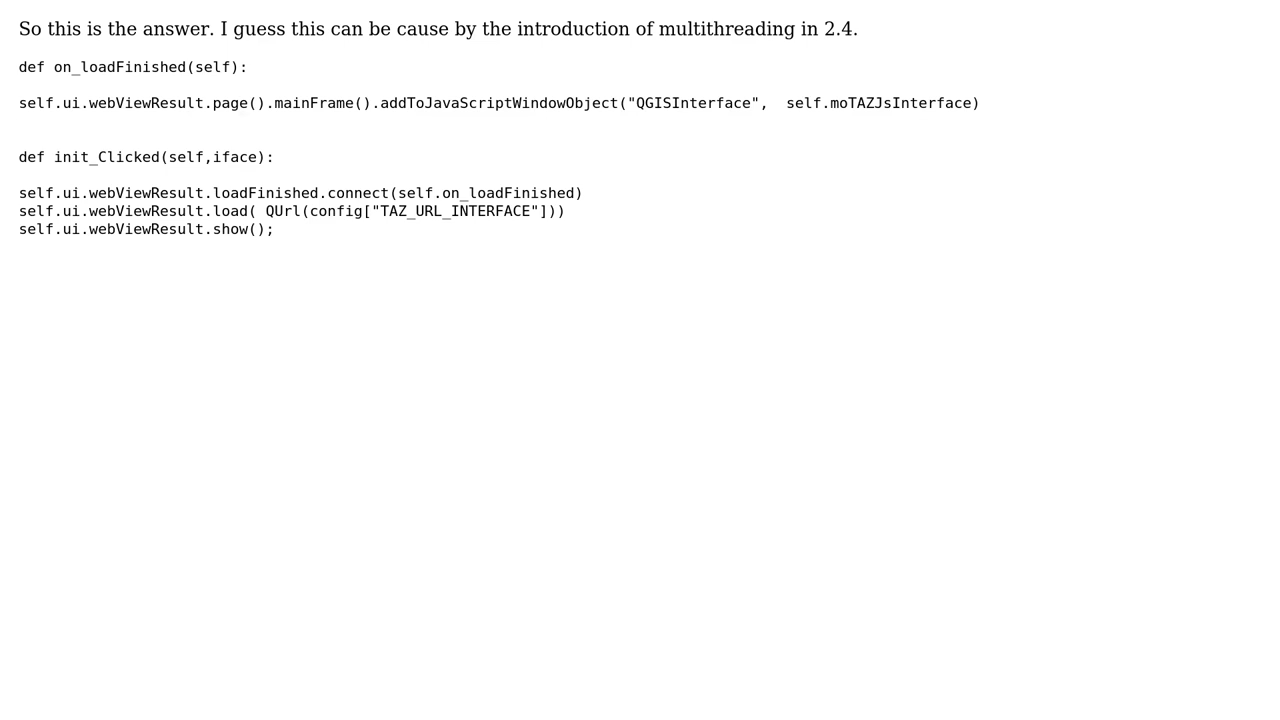 So this is the answer. I guess this can be cause by the introduction of multithreading in 2.4.
def on_loadFinished(self):
self.ui.webViewResult.page().mainFrame().addToJavaScriptWindowObject("QGISInterface",  self.moTAZJsInterface)
def init_Clicked(self,iface):
self.ui.webViewResult.loadFinished.connect(self.on_loadFinished)
self.ui.webViewResult.load( QUrl(config["TAZ_URL_INTERFACE"]))
self.ui.webViewResult.show();